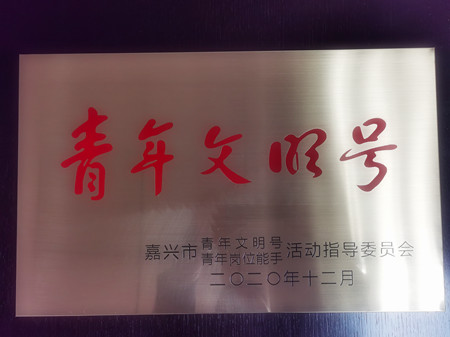 青年文明号
嘉兴市青年文明号青年岗位能手活动指导委员会
二〇二〇年十二月